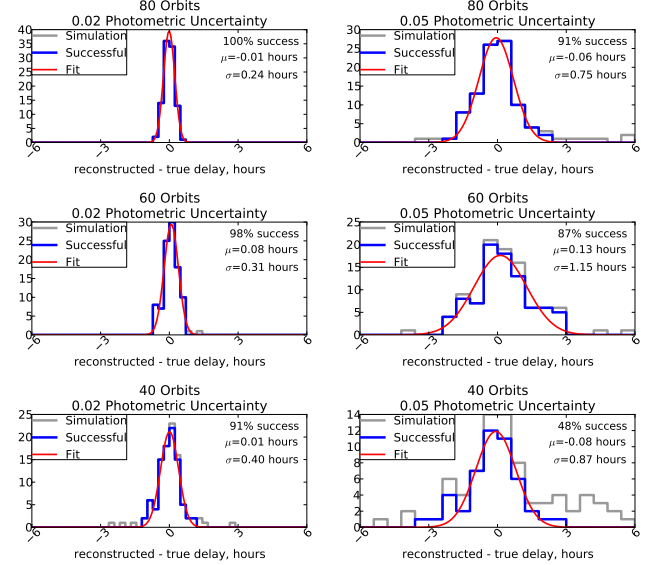 80 Orbits
0.02 Photometric Uncertainty
40
35
30
25
20
15
10
5
0
Simulation
Successful
Fit
100% success
μ=-0.01 hours
σ=0.24 hours
−6
−3
0
3
6
reconstructed - true delay, hours
80 Orbits
0.05 Photometric Uncertainty
30
25
20
15
10
5
0
Simulation
Successful
Fit
91% success
μ=-0.06 hours
σ=0.75 hours
−6
−3
0
3
6
reconstructed - true delay, hours
60 Orbits
0.02 Photometric Uncertainty
30
25
20
15
10
5
0
Simulation
Successful
Fit
98% success
μ=0.08 hours
σ=0.31 hours
−6
−3
0
3
6
reconstructed - true delay, hours
60 Orbits
0.05 Photometric Uncertainty
25
20
15
10
5
0
Simulation
Successful
Fit
87% success
μ=0.13 hours
σ=1.15 hours
−6
−3
0
3
6
reconstructed - true delay, hours
40 Orbits
0.02 Photometric Uncertainty
25
20
15
10
5
0
Simulation
Successful
Fit
91% success
μ=0.01 hours
σ=0.40 hours
−6
−3
0
3
6
reconstructed - true delay, hours
40 Orbits
0.05 Photometric Uncertainty
14
12
10
8
6
4
2
0
Simulation
Successful
Fit
48% success
μ=-0.08 hours
σ=0.87 hours
−6
−3
0
3
6
reconstructed - true delay, hours